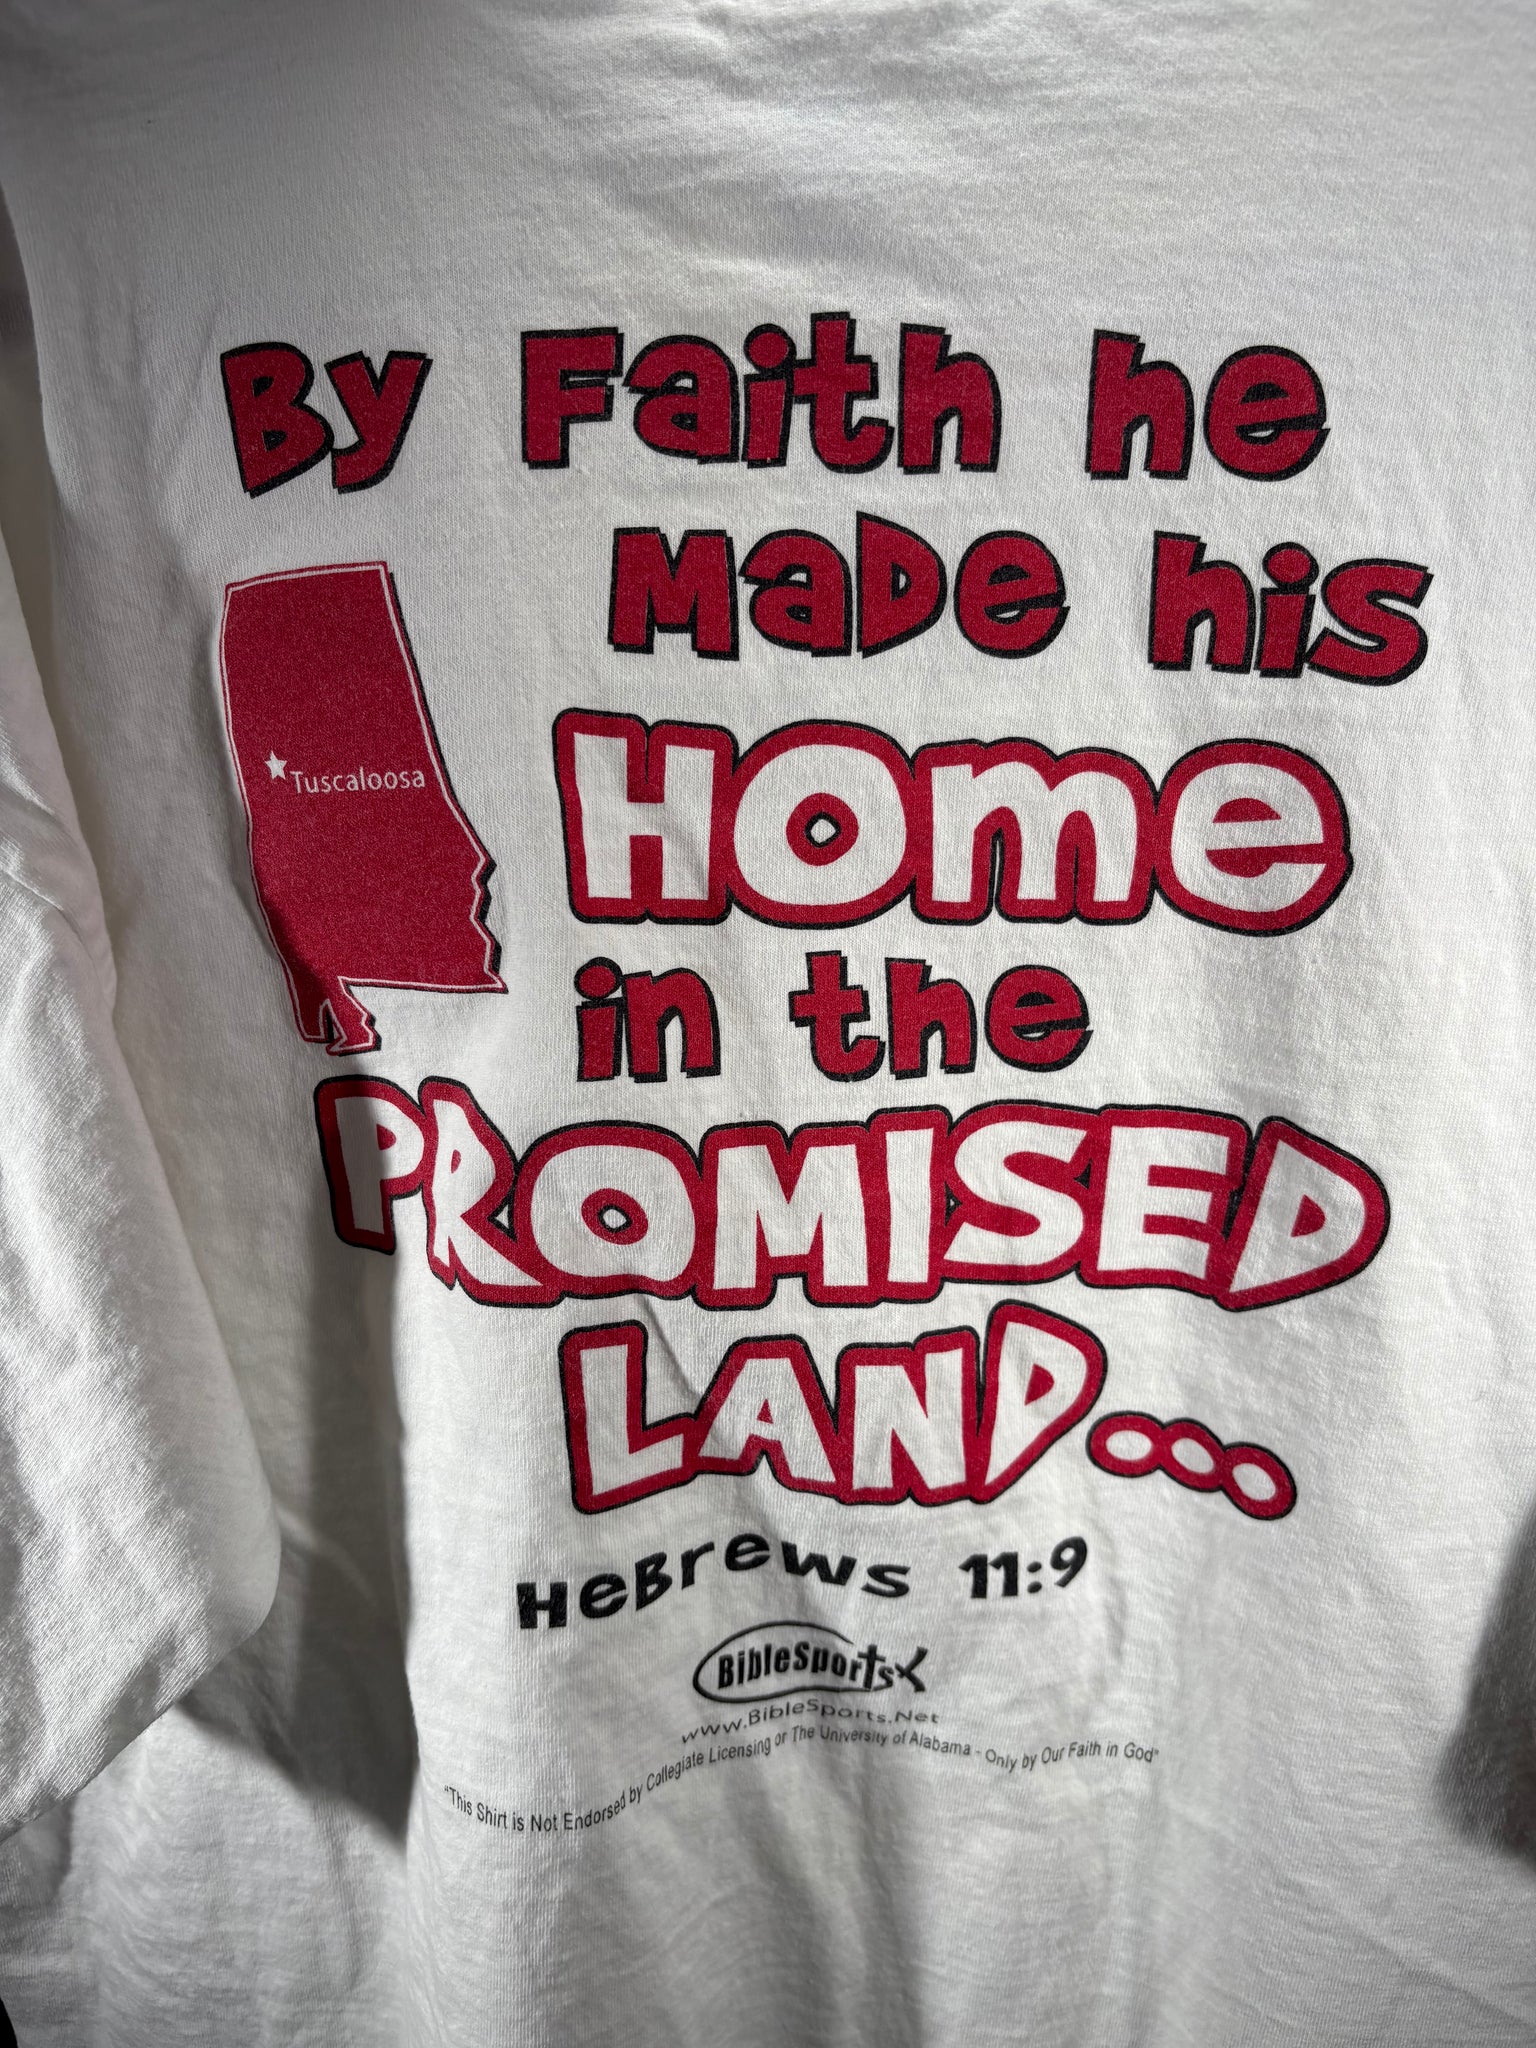 By Faith he
Made his
Tuscaloosa
Home
in the
PROMISED
LAND...
HeBrews 11:9
BibleSports
www.BibleSports.Net
"This Shirt is Not Endorsed by Collegiate Licensing or The University of Alabama - Only by Our Faith in God"